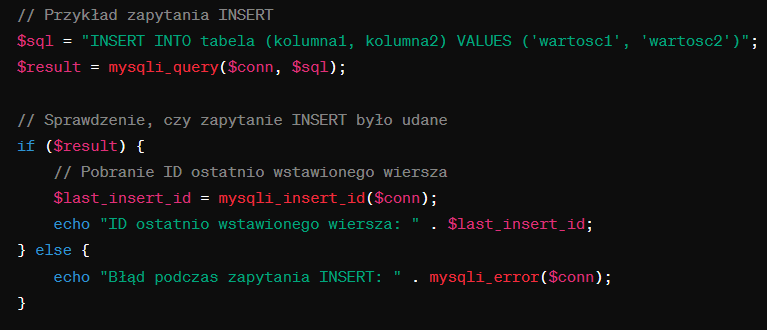 // Przykład zapytania INSERT
$sql = "INSERT INTO tabela (kolumna1, kolumna2) VALUES ('wartosc1', 'wartosc2')";
$result = mysqli_query($conn, $sql);
// Sprawdzenie, czy zapytanie INSERT było udane
if ($result) {
// Pobranie ID ostatnio wstawionego wiersza
$last_insert_id = mysqli_insert_id($conn);
echo "ID ostatnio wstawionego wiersza: " . $last_insert_id;
} else {
echo "Błąd podczas zapytania INSERT: " . mysqli_error($conn);
}